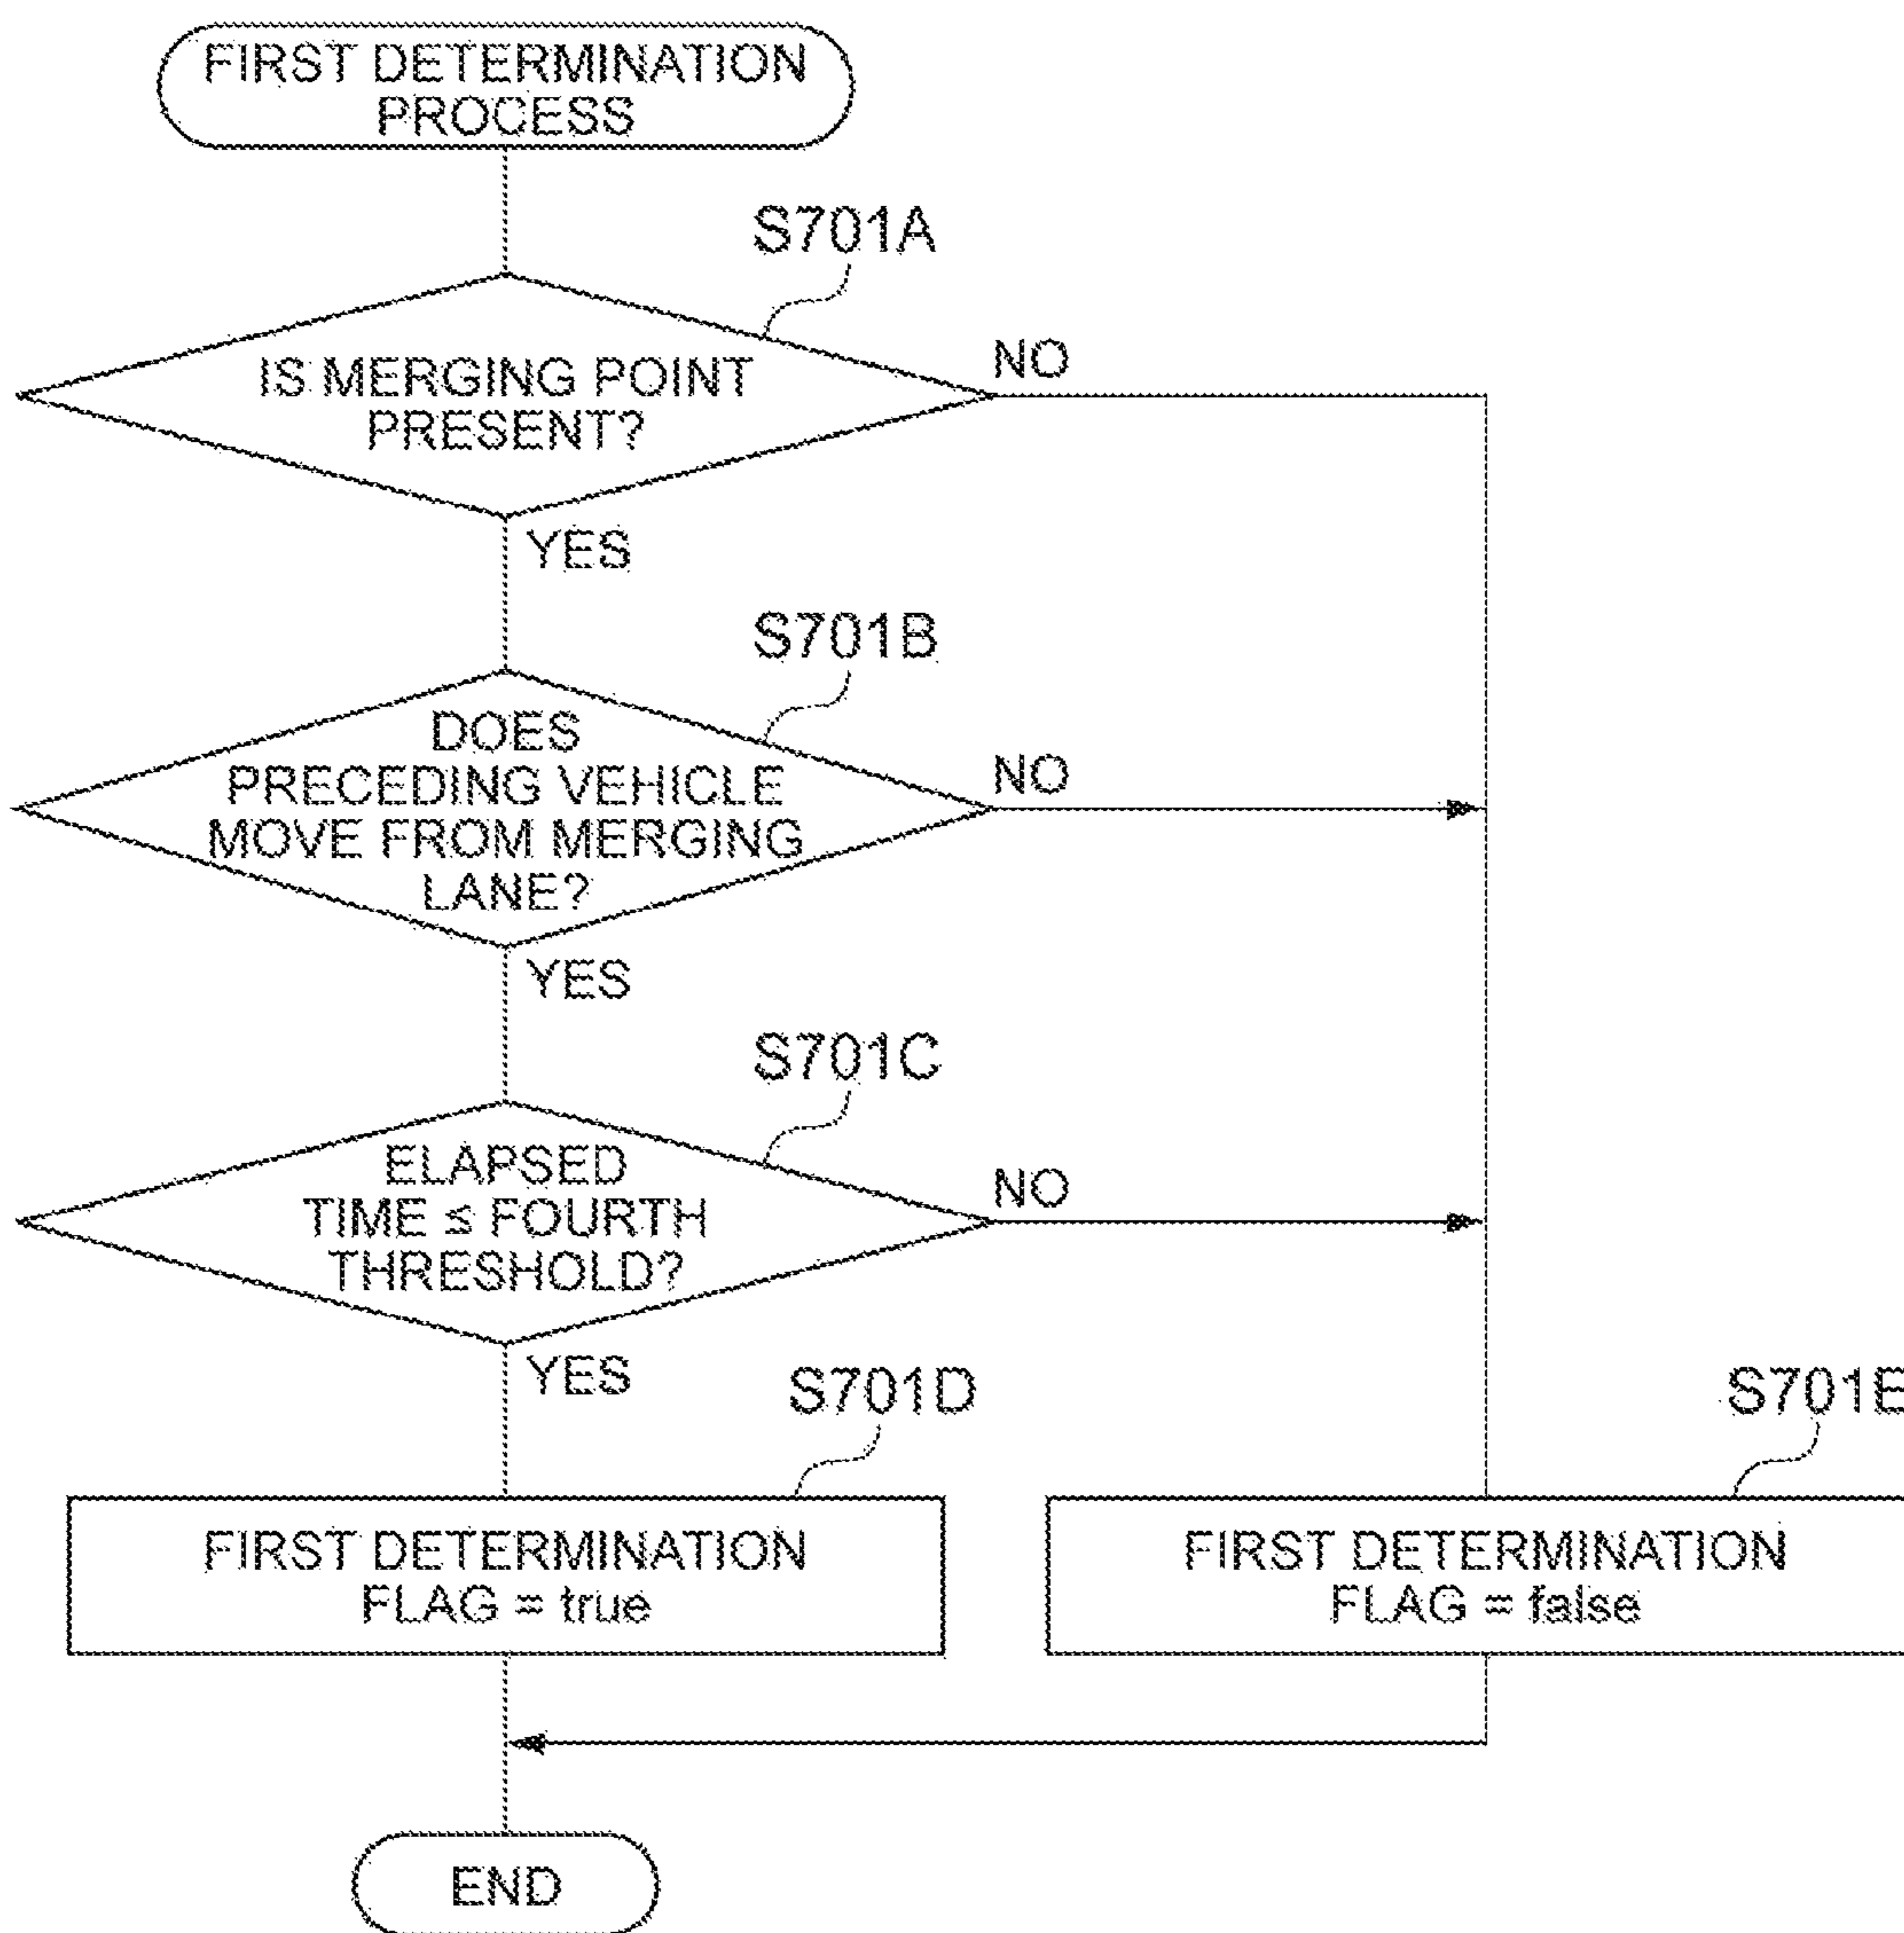 FIRST DETERMINATION
PROCESS
S701A
IS MERGING POINT
PRESENT?
NO
YES
S701B
DOES
PRECEDING VEHICLE
MOVE FROM MERGING
LANE?
NO
YES
S701C
ELAPSED
TIME ≤ FOURTH
THRESHOLD?
NO
YES
S701D
S701E
FIRST DETERMINATION
FLAG = true
FIRST DETERMINATION
FLAG = false
END